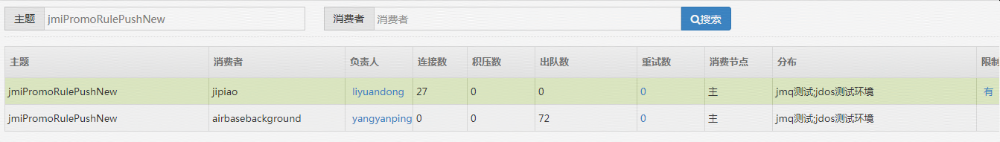 主题 jmiPromoRulePushNew 消费者 消费者 搜索
主题 消费者 负责人 连接数 积压数 出队数 重试数 消费节点 分布 限制
jmiPromoRulePushNew jipiao liyuandong 27 0 0 0 主 jmq测试;jdos测试环境 有
jmiPromoRulePushNew airbasebackground yangyanping 0 0 72 0 主 jmq测试;jdos测试环境